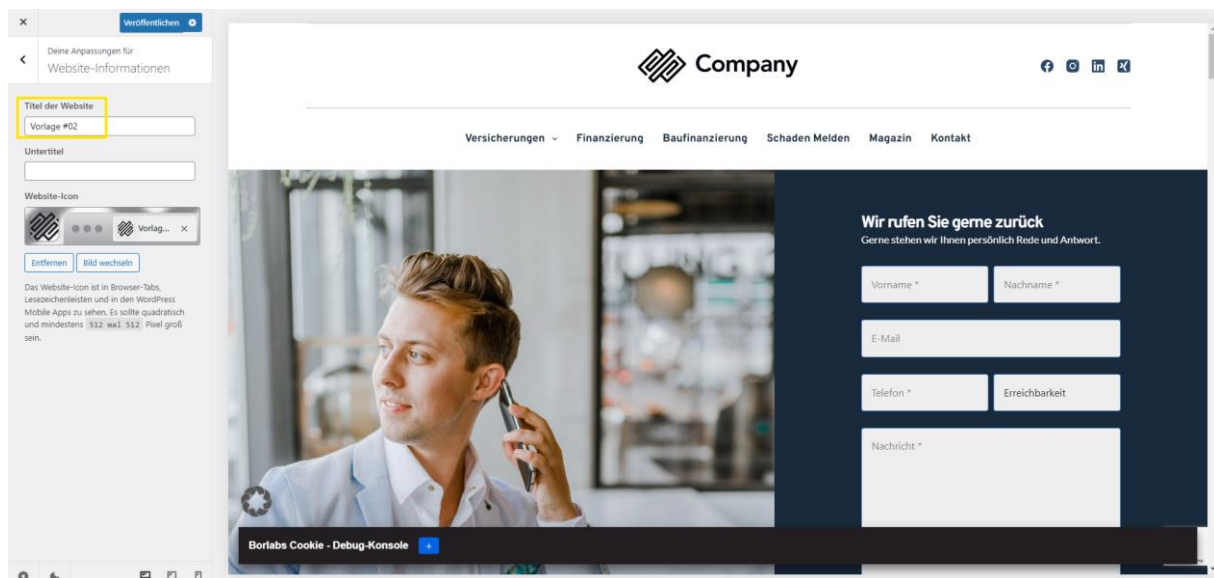 Veröffentlichen
Deine Anpassungen für
Website-Informationen
Titel der Website
Vorlage #02
Untertitel
Website-Icon
Vorlag...
Entfernen
Bild wechseln
Das Website-Icon ist in Browser-Tabs,
Lesezeichenleisten und in den WordPress
Mobile Apps zu sehen. Es sollte quadratisch
und mindestens 512 mal 512 Pixel groß
sein.
Company
Versicherungen Finanzierung Baufinanzierung Schaden Melden Magazin Kontakt
Wir rufen Sie gerne zurück
Gerne stehen wir Ihnen persönlich Rede und Antwort.
Vorname * Nachname *
E-Mail
Telefon * Erreichbarkeit
Nachricht *
Borlabs Cookie - Debug-Konsole +